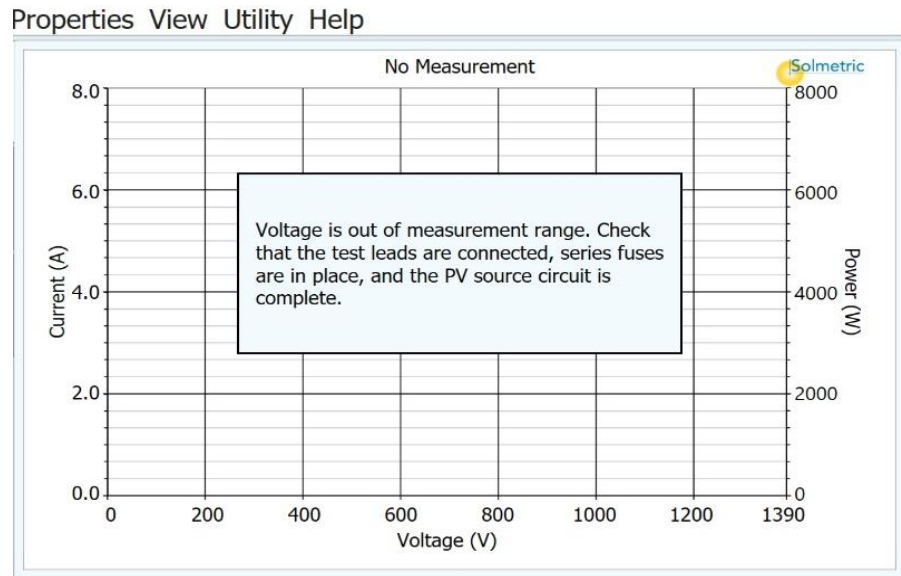 Properties View Utility Help
No Measurement
Solmetric
8.0
6.0
4.0
2.0
0.0
Current (A)
Voltage is out of measurement range. Check
that the test leads are connected, series fuses
are in place, and the PV source circuit is
complete.
8000
6000
4000
2000
0
Power (W)
0 200 400 600 800 1000 1200 1390
Voltage (V)